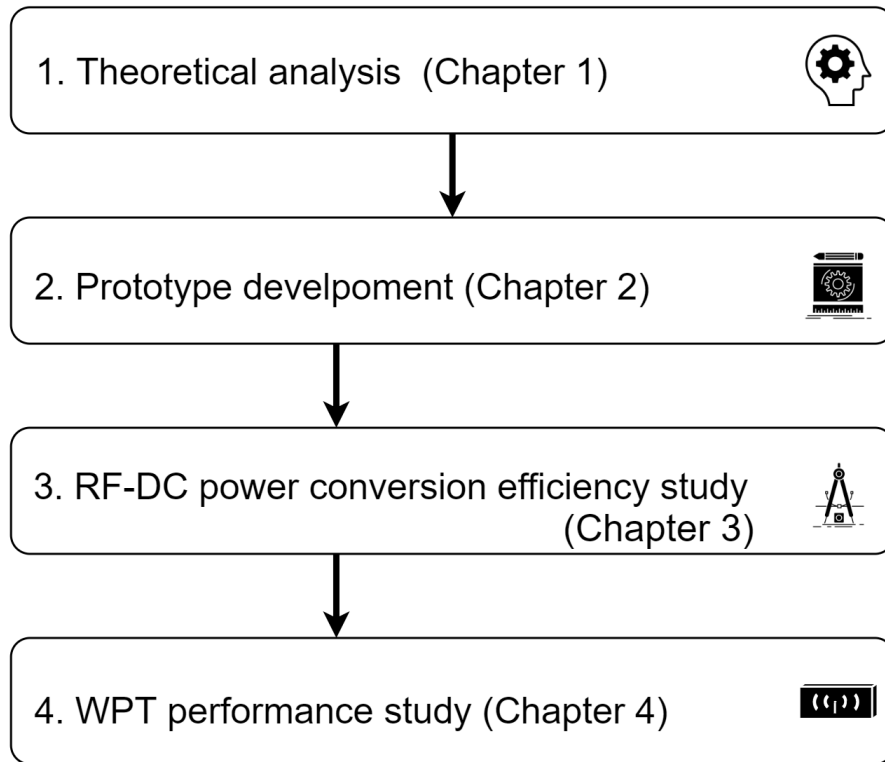 1. Theoretical analysis (Chapter 1)
2. Prototype develpoment (Chapter 2)
3. RF-DC power conversion efficiency study
(Chapter 3)
4. WPT performance study (Chapter 4)